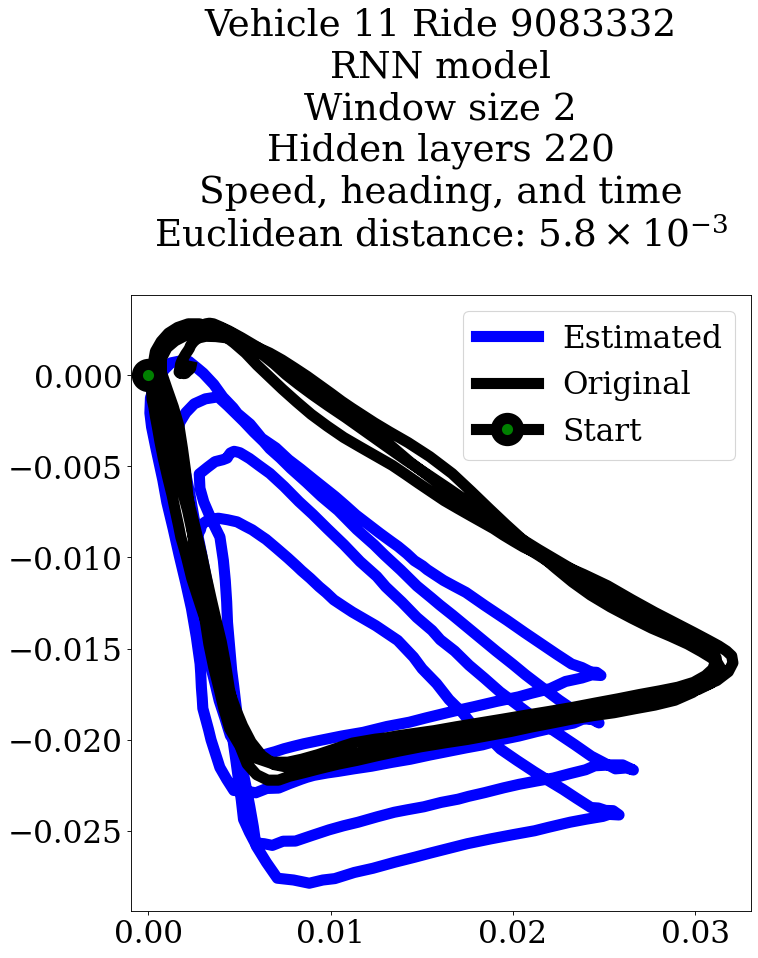 Vehicle 11 Ride 9083332
RNN model
Window size 2
Hidden layers 220
Speed, heading, and time
Euclidean distance: 5.8 × 10⁻³
Estimated
Original
Start
0.000
−0.005
−0.010
−0.015
−0.020
−0.025
0.00 0.01 0.02 0.03